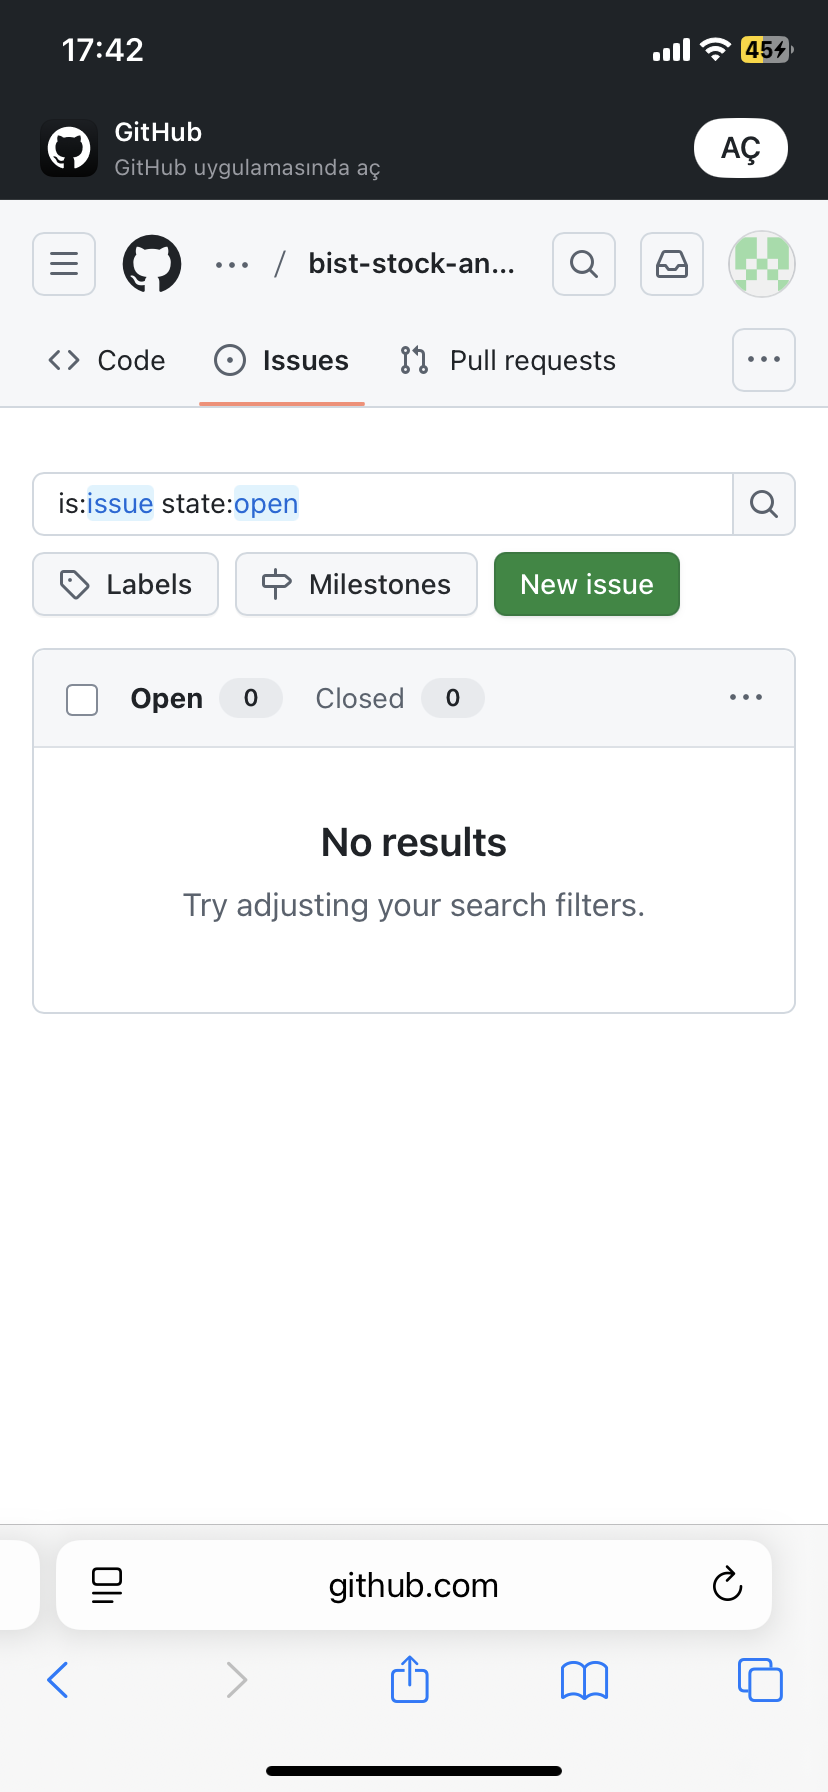 17:42
45
GitHub
GitHub uygulamasında aç
AÇ
... / bist-stock-an...
Code
Issues
Pull requests
is:issue state:open
Labels
Milestones
New issue
Open 0
Closed 0
No results
Try adjusting your search filters.
github.com